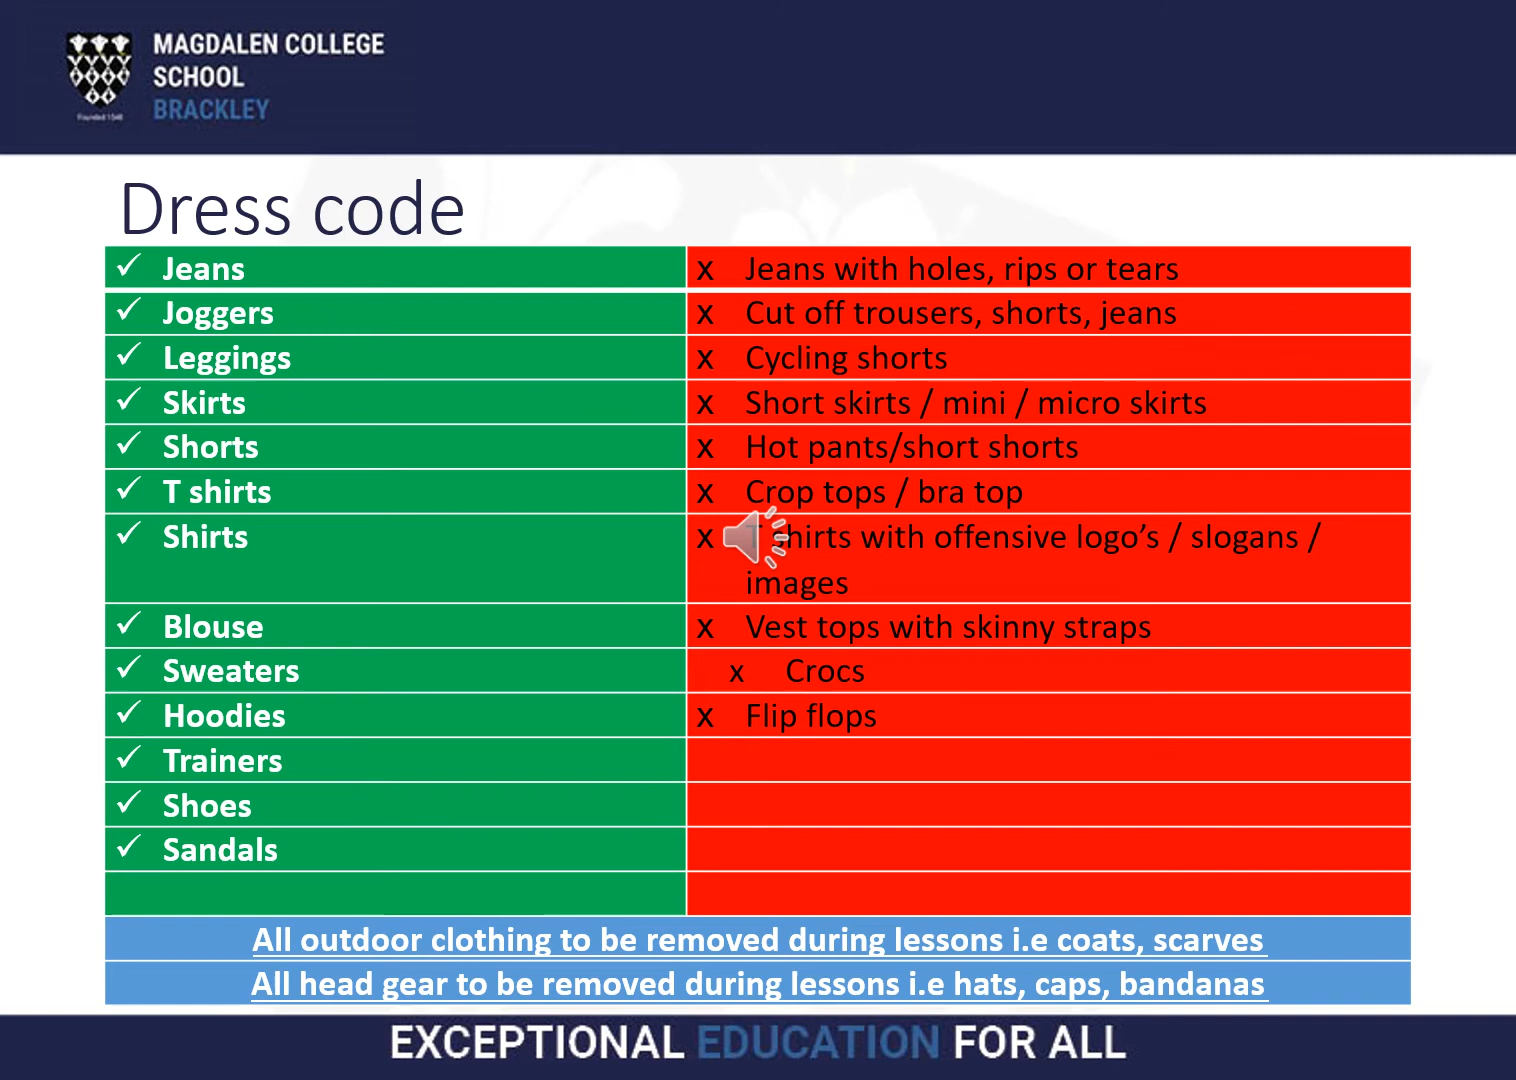 MAGDALEN COLLEGE
SCHOOL
BRACKLEY
Founded 1548
Dress code
✓ Jeans
x Jeans with holes, rips or tears
✓ Joggers
x Cut off trousers, shorts, jeans
✓ Leggings
x Cycling shorts
✓ Skirts
x Short skirts / mini / micro skirts
✓ Shorts
x Hot pants/short shorts
✓ T shirts
x Crop tops / bra top
✓ Shirts
x T shirts with offensive logo’s / slogans /
images
✓ Blouse
x Vest tops with skinny straps
✓ Sweaters
x Crocs
✓ Hoodies
x Flip flops
✓ Trainers
✓ Shoes
✓ Sandals
All outdoor clothing to be removed during lessons i.e coats, scarves
All head gear to be removed during lessons i.e hats, caps, bandanas
EXCEPTIONAL EDUCATION FOR ALL